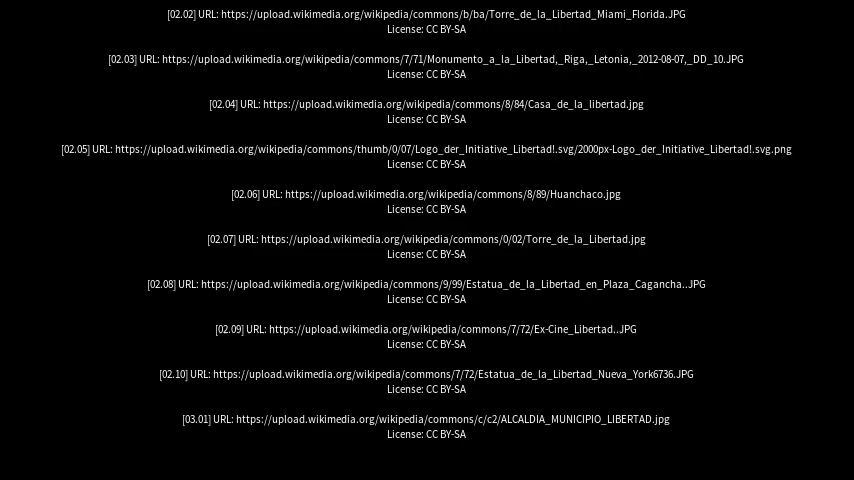 [02.02] URL: https://upload.wikimedia.org/wikipedia/commons/b/ba/Torre_de_la_Libertad_Miami_Florida.JPG
License: CC BY-SA
[02.03] URL: https://upload.wikimedia.org/wikipedia/commons/7/71/Monumento_a_la_Libertad,_Riga,_Letonia,_2012-08-07,_DD_10.JPG
License: CC BY-SA
[02.04] URL: https://upload.wikimedia.org/wikipedia/commons/8/84/Casa_de_la_libertad.jpg
License: CC BY-SA
[02.05] URL: https://upload.wikimedia.org/wikipedia/commons/thumb/0/07/Logo_der_Initiative_Libertad!.svg/2000px-Logo_der_Initiative_Libertad!.svg.png
License: CC BY-SA
[02.06] URL: https://upload.wikimedia.org/wikipedia/commons/8/89/Huanchaco.jpg
License: CC BY-SA
[02.07] URL: https://upload.wikimedia.org/wikipedia/commons/0/02/Torre_de_la_Libertad.jpg
License: CC BY-SA
[02.08] URL: https://upload.wikimedia.org/wikipedia/commons/9/99/Estatua_de_la_Libertad_en_Plaza_Cagancha..JPG
License: CC BY-SA
[02.09] URL: https://upload.wikimedia.org/wikipedia/commons/7/72/Ex-Cine_Libertad..JPG
License: CC BY-SA
[02.10] URL: https://upload.wikimedia.org/wikipedia/commons/7/72/Estatua_de_la_Libertad_Nueva_York6736.JPG
License: CC BY-SA
[03.01] URL: https://upload.wikimedia.org/wikipedia/commons/c/c2/ALCALDIA_MUNICIPIO_LIBERTAD.jpg
License: CC BY-SA